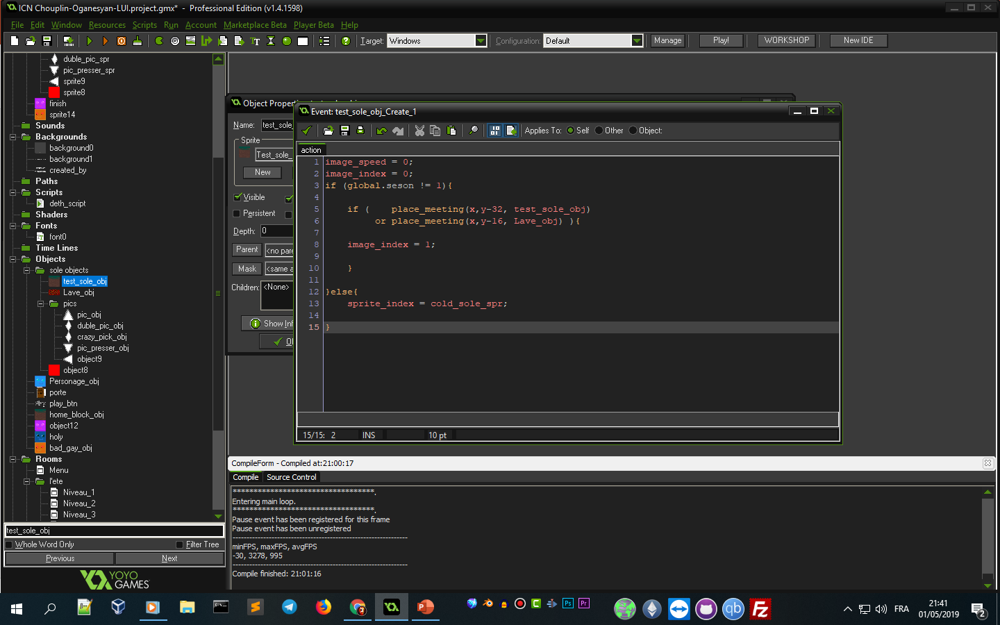 ICN Chouplin-Oganesyan-LUI.project.gmx* - Professional Edition (v1.4.1598)
File Edit Window Resources Scripts Run Account Marketplace Beta Player Beta Help
Target: Windows Configuration: Default Manage Play! WORKSHOP New IDE
duble_pic_spr
pic_presser_spr
sprite9
sprite8
finish
sprite14
Sounds
Backgrounds
background0
background1
created_by
Paths
Scripts
deth_script
Shaders
Fonts
font0
Time Lines
Objects
sole objects
test_sole_obj
Lave_obj
pics
pic_obj
duble_pic_obj
crazy_pick_obj
pic_presser_obj
object9
object8
Personage_obj
porte
play_btn
home_block_obj
object12
holy
bad_gay_obj
Rooms
Menu
l'ete
Niveau_1
Niveau_2
Niveau_3
test_sole_obj
Whole Word Only Filter Tree
Previous Next
YOYO
GAMES
Object Properti
Name: test_sole_
Sprite
Test_sole_
New
Visible
Persistent
Depth: 0
Parent <no pare
Mask <same a
Children: <None>
Show Inf
Event: test_sole_obj_Create_1
Applies To: Self Other Object:
action
1 image_speed = 0;
2 image_index = 0;
3 if (global.seson != 1){
4
5 if ( place_meeting(x,y-32, test_sole_obj)
6 or place_meeting(x,y-16, Lave_obj) ){
7
8 image_index = 1;
9
10 }
11
12 }else{
13 sprite_index = cold_sole_spr;
14
15 }
15/15: 2 INS 10 pt
CompileForm - Compiled at:21:00:17
Compile Source Control
**********************************.
Entering main loop.
**********************************.
Pause event has been registered for this frame
Pause event has been unregistered
minFPS, maxFPS, avgFPS
-30, 3278, 995
Compile finished: 21:01:16
Ps Pr
qb
Fz
FRA
21:41
01/05/2019
2